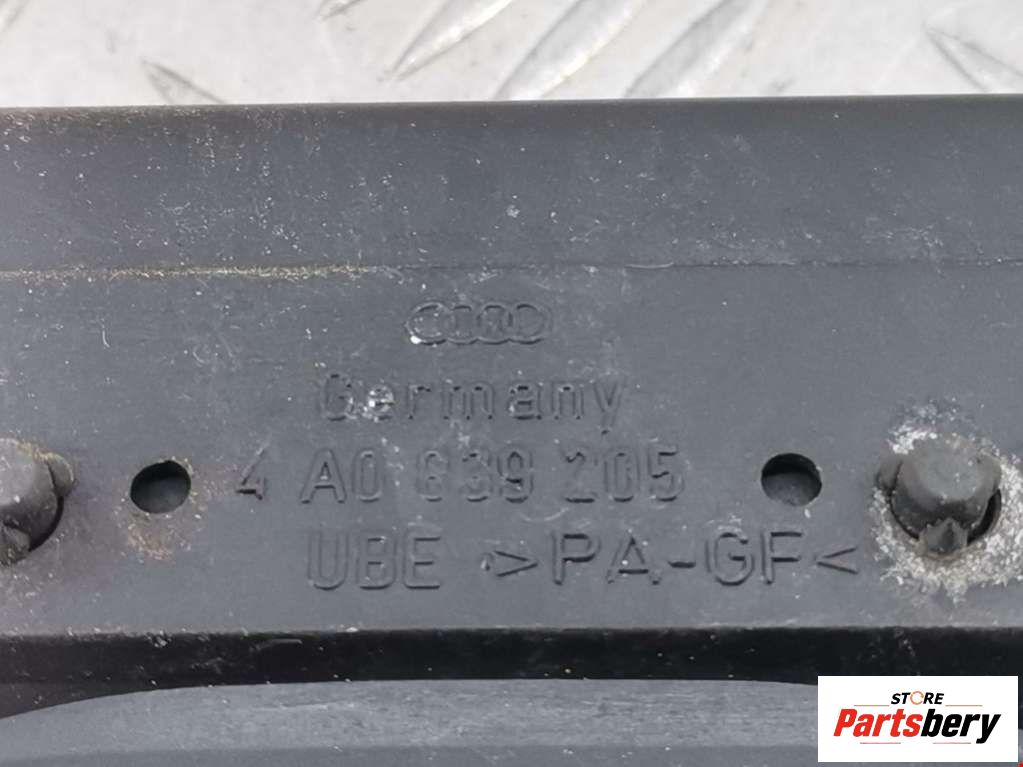 Germany
4 A0 839 205
UBE >PA-GF<
STORE
Partsbery